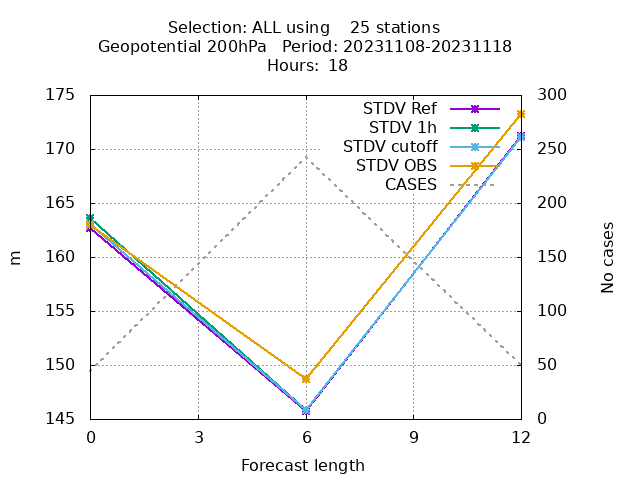 Selection: ALL using    25 stations
Geopotential 200hPa   Period: 20231108-20231118
Hours:  18
175
170
165
160
155
150
145
300
250
200
150
100
50
0
STDV Ref
STDV 1h
STDV cutoff
STDV OBS
CASES
m
No cases
0
3
6
9
12
Forecast length